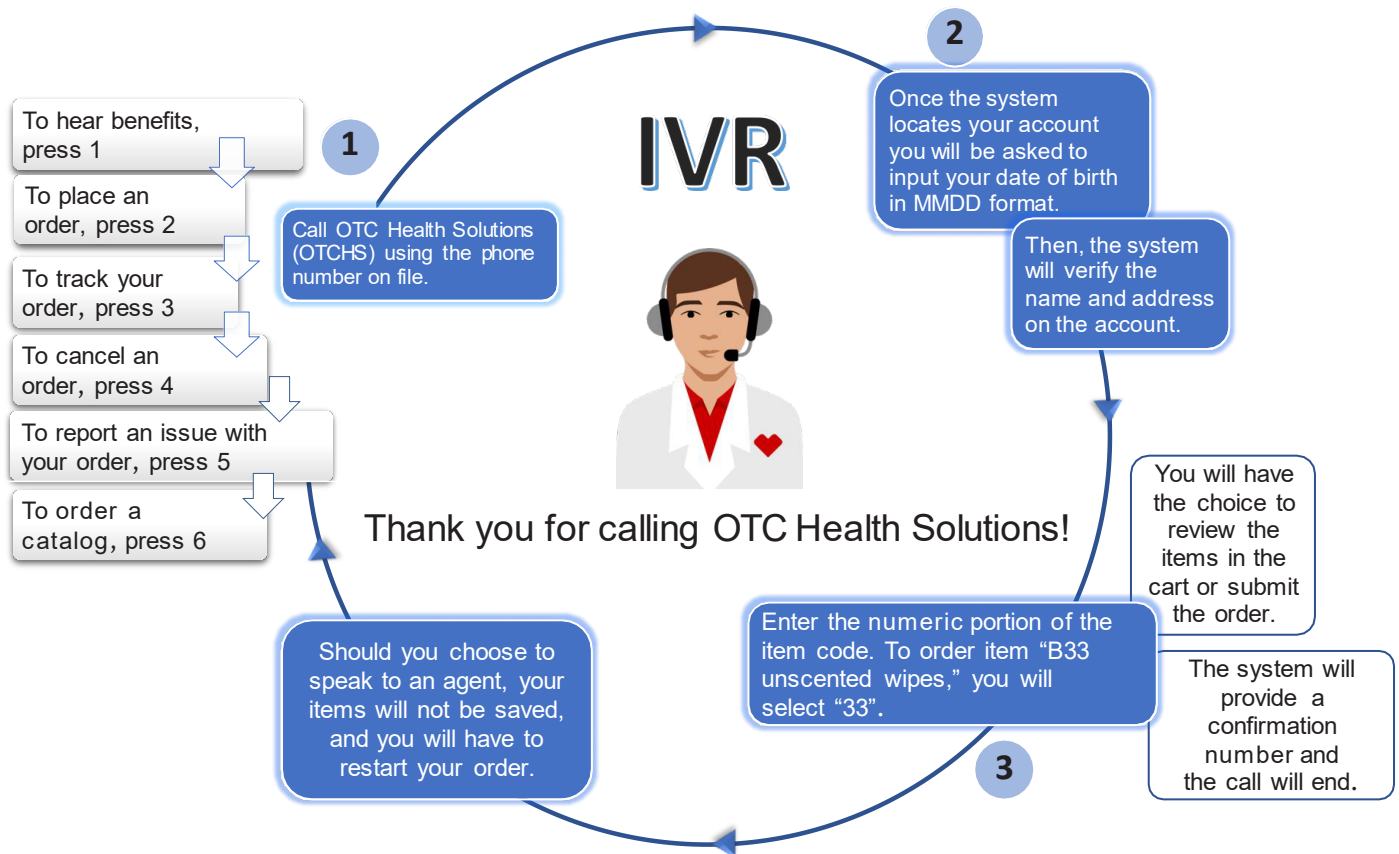 IVR
1
Call OTC Health Solutions
(OTCHS) using the phone
number on file.
To hear benefits,
press 1
To place an
order, press 2
To track your
order, press 3
To cancel an
order, press 4
To report an issue with
your order, press 5
To order a
catalog, press 6
2
Once the system
locates your account
you will be asked to
input your date of birth
in MMDD format.
Then, the system
will verify the
name and address
on the account.
Thank you for calling OTC Health Solutions!
3
Enter the numeric portion of the
item code. To order item “B33
unscented wipes,” you will
select “33”.
You will have
the choice to
review the
items in the
cart or submit
the order.
The system will
provide a
confirmation
number and
the call will end.
Should you choose to
speak to an agent, your
items will not be saved,
and you will have to
restart your order.